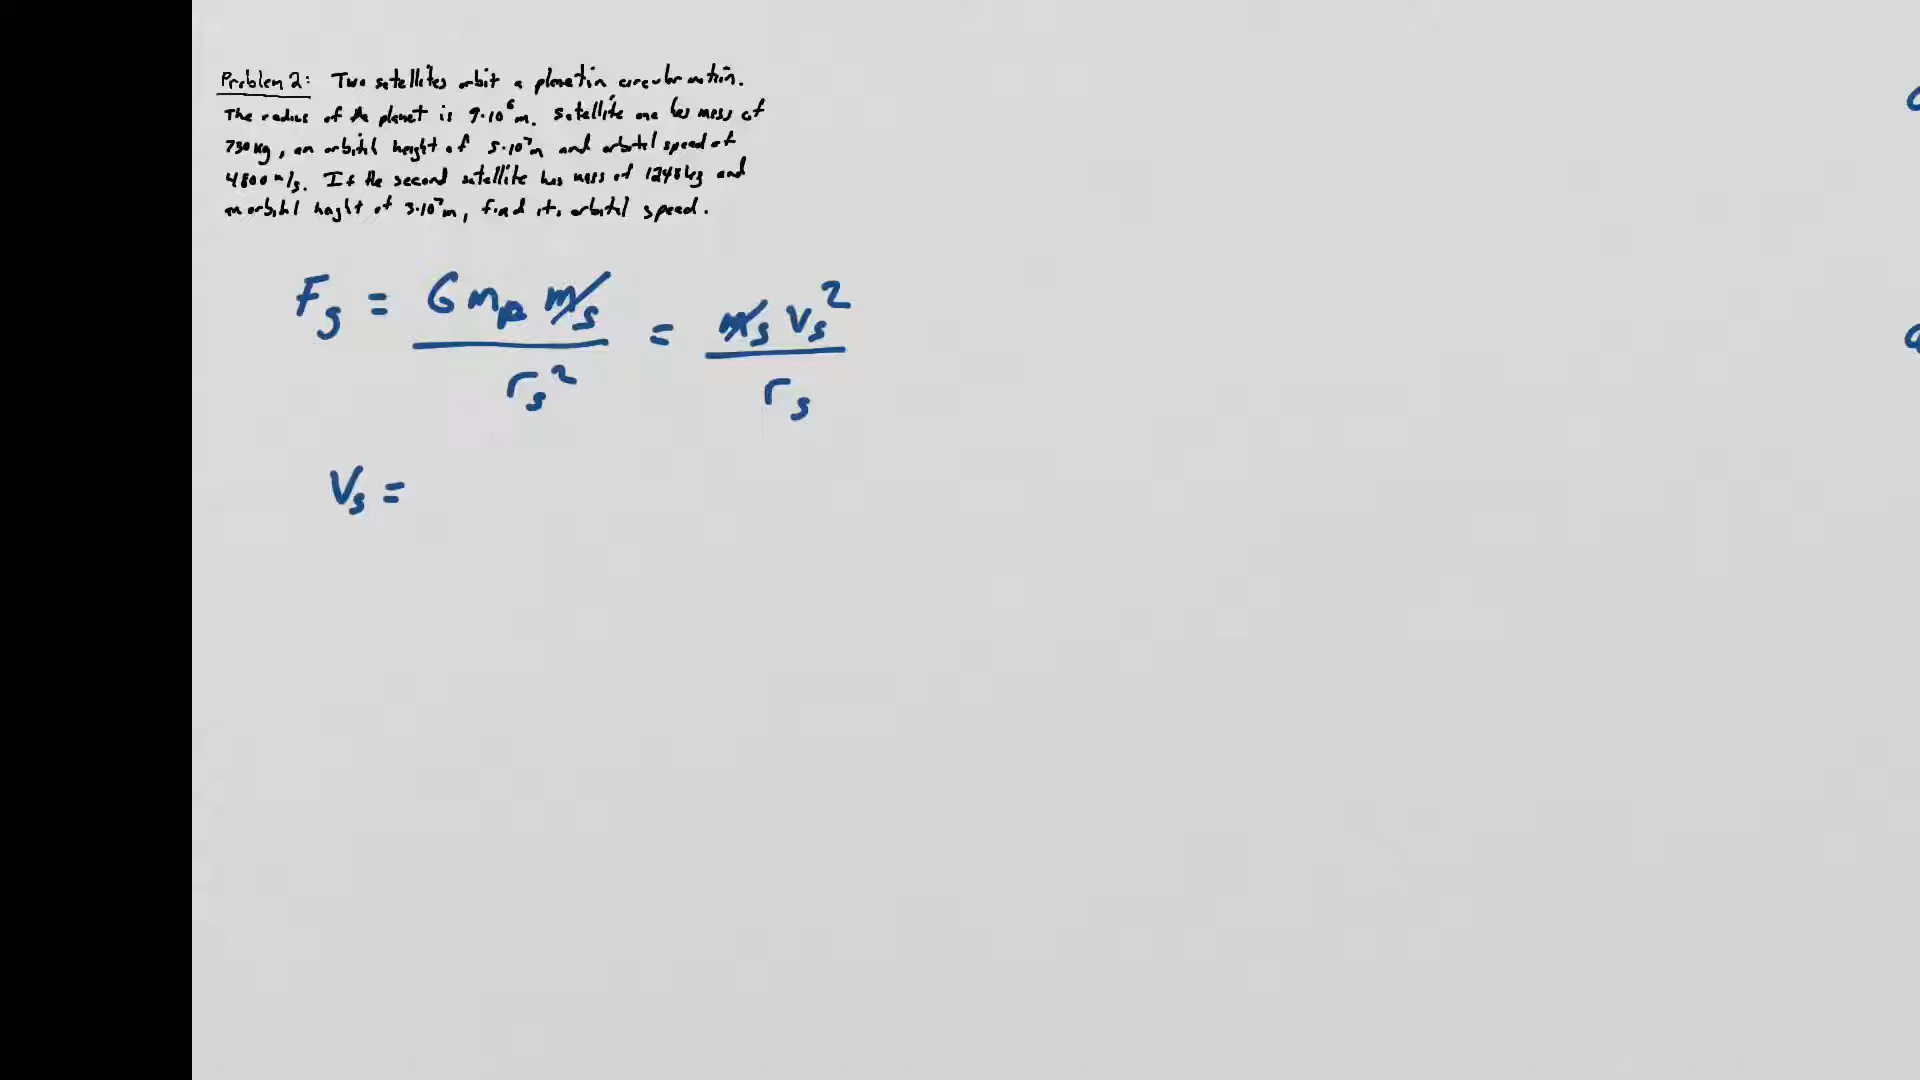 Problem 2: Two satellites orbit a planet in circular motion.
The radius of the planet is 9·10⁶m. Satellite one has mass of
730kg, an orbital height of 5·10⁷m and orbital speed of
4800 m/s. If the second satellite has mass of 1248kg and
an orbital height of 3·10⁷m, find its orbital speed.
Fg = G mp ms / rs² = ms vs² / rs
Vs =